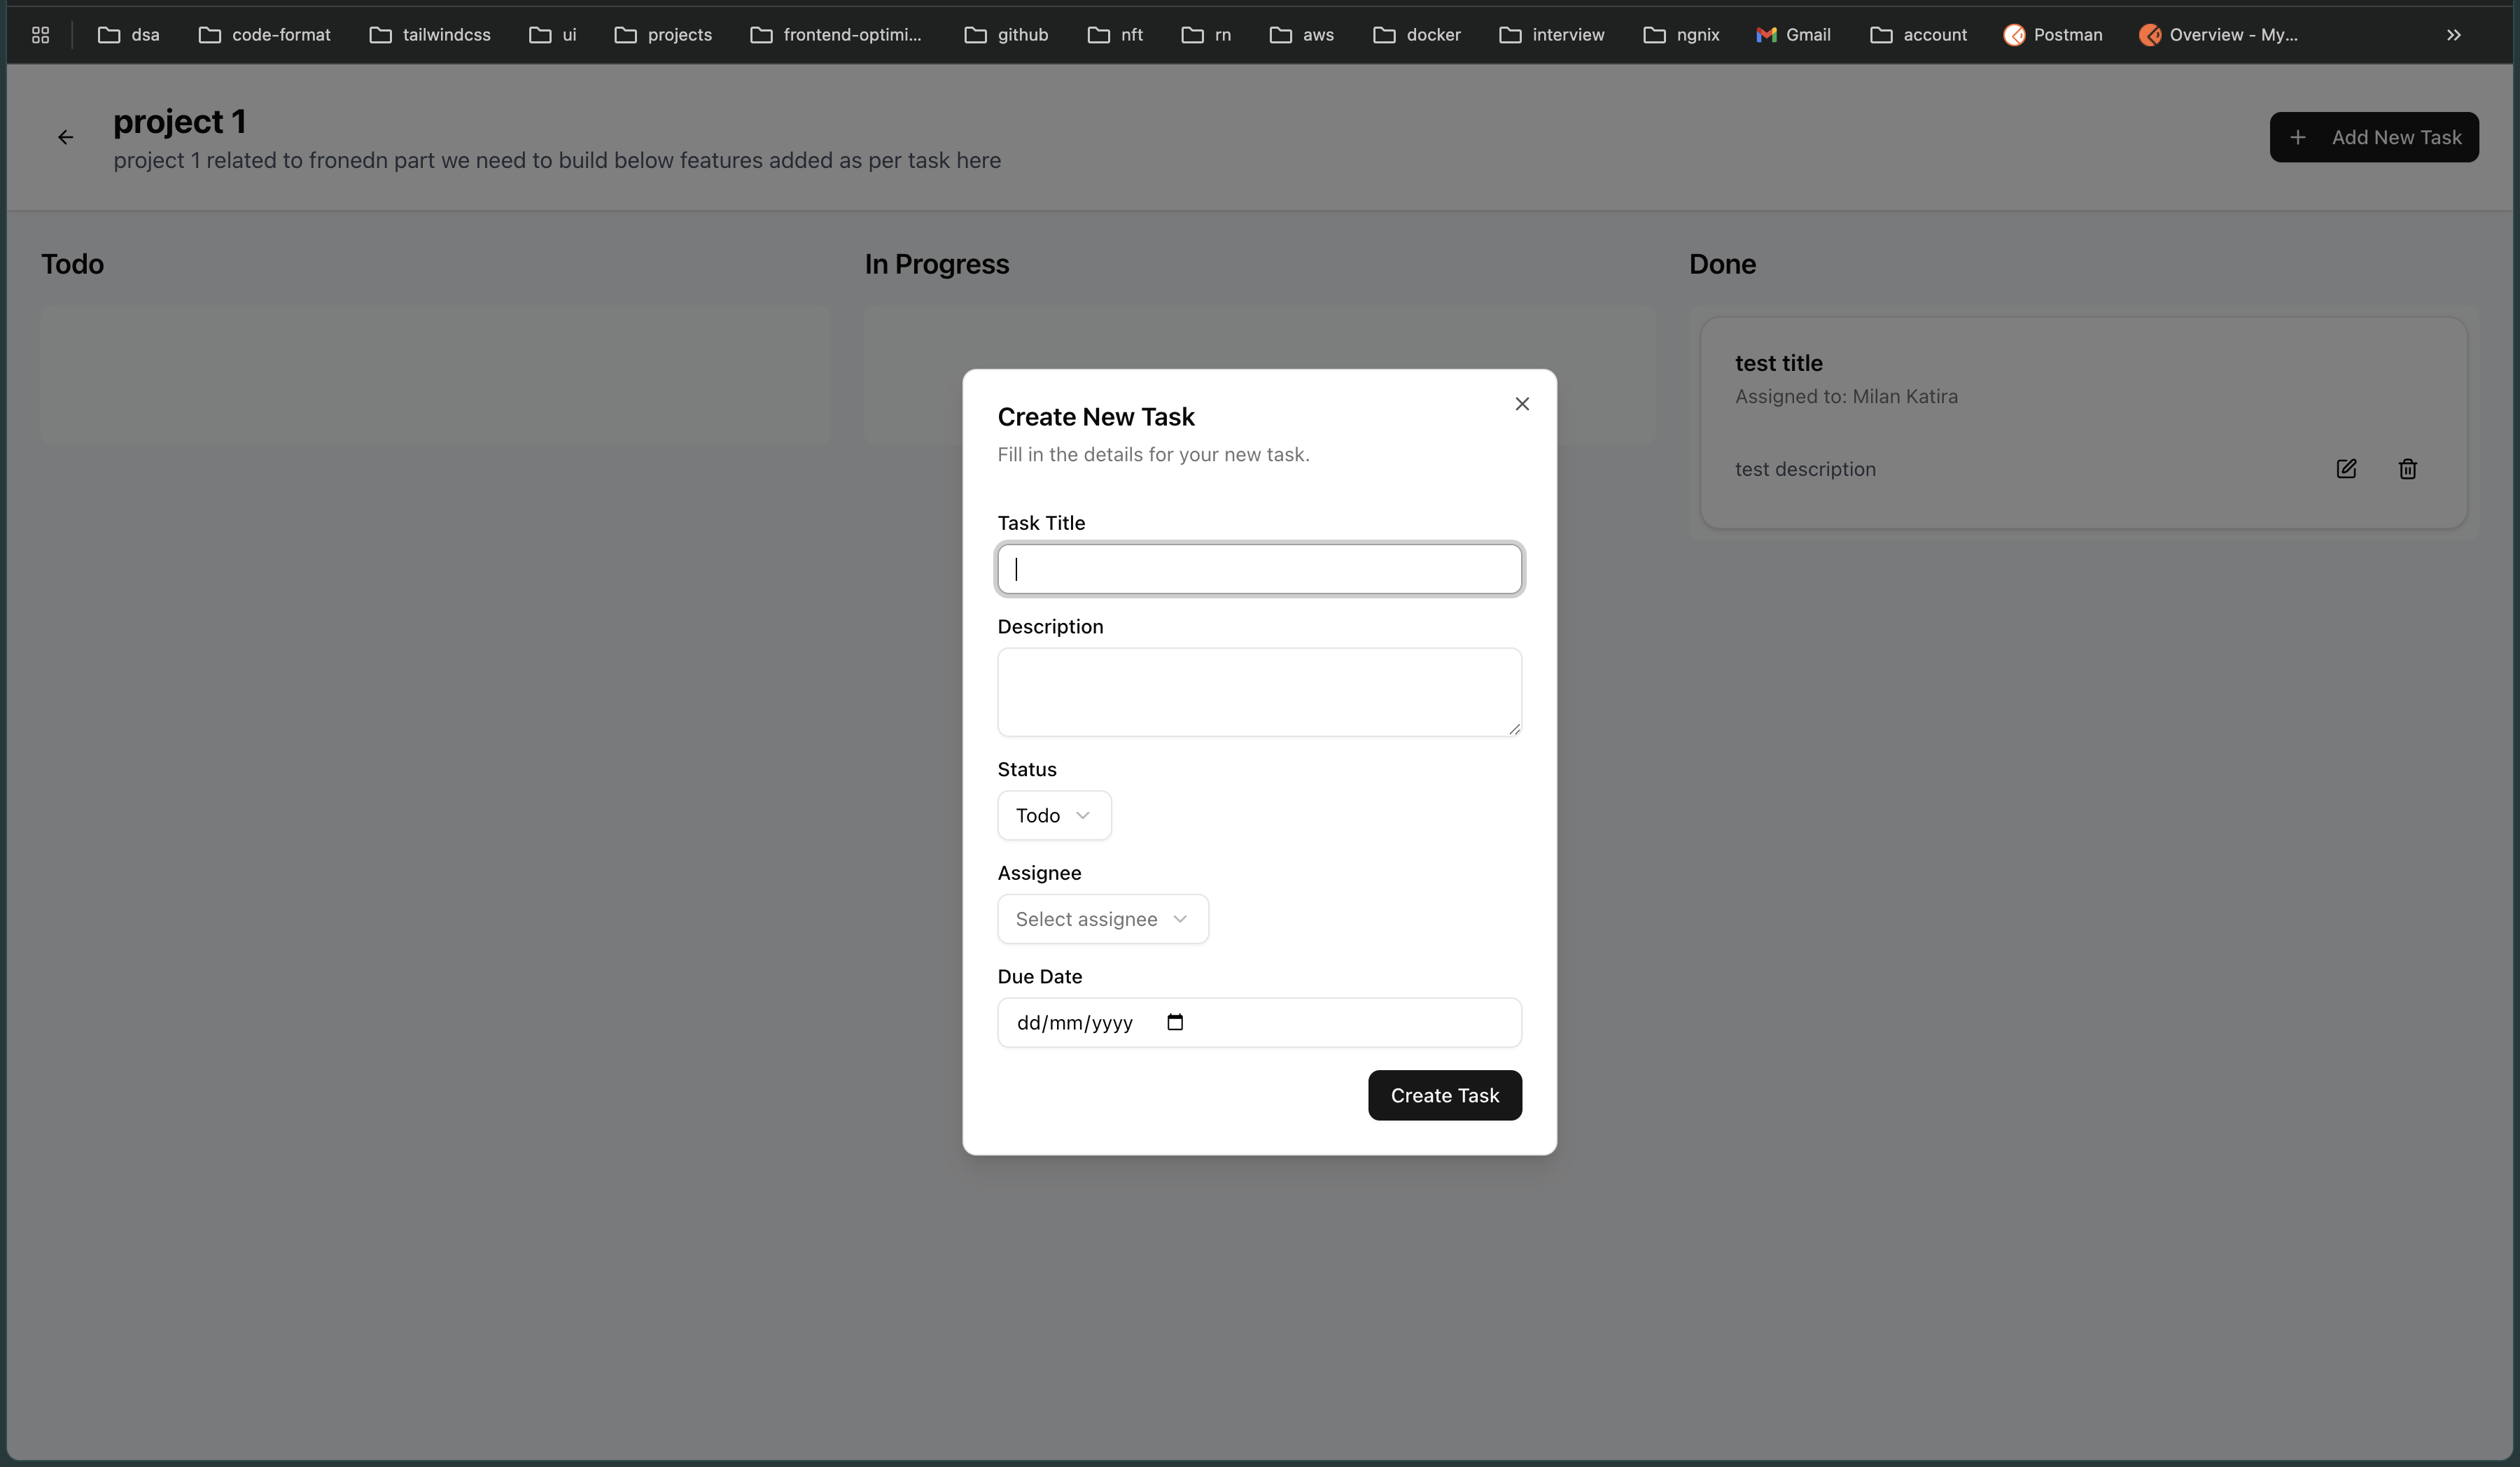 dsa code-format tailwindcss ui projects frontend-optimi... github nft rn aws docker interview ngnix Gmail account Postman Overview - My...
project 1
project 1 related to fronedn part we need to build below features added as per task here
Add New Task
Todo In Progress Done
test title
Assigned to: Milan Katira
test description
Create New Task
Fill in the details for your new task.
Task Title
Description
Status
Todo
Assignee
Select assignee
Due Date
dd/mm/yyyy
Create Task